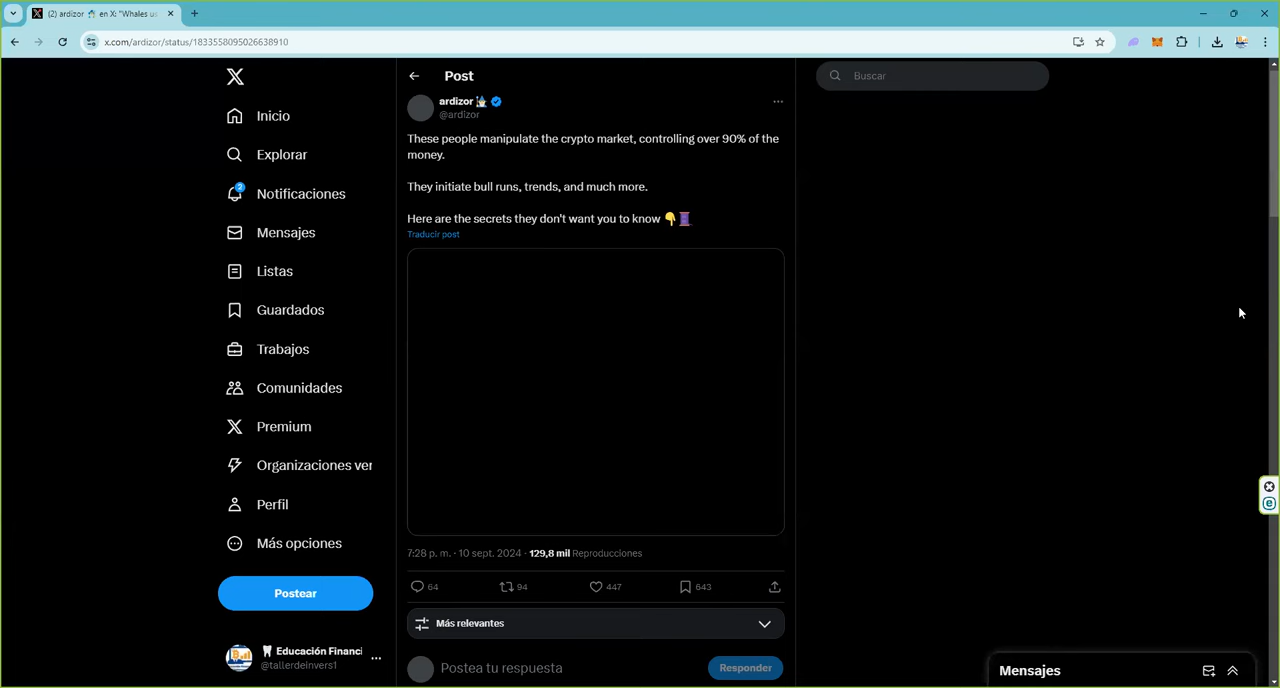 (2) ardizor 🧙‍♂️ en X: "Whales us
x.com/ardizor/status/1833558095026638910
Post
Buscar
ardizor 🧙‍♂️
@ardizor
Inicio
Explorar
Notificaciones
2
Mensajes
Listas
Guardados
Trabajos
Comunidades
Premium
Organizaciones ver
Perfil
Más opciones
Postear
🦷 Educación Financi
@tallerdeinvers1
These people manipulate the crypto market, controlling over 90% of the
money.
They initiate bull runs, trends, and much more.
Here are the secrets they don't want you to know 👇🧵
Traducir post
7:28 p. m. · 10 sept. 2024 · 129,8 mil Reproducciones
64 94 447 643
Más relevantes
Postea tu respuesta
Responder
Mensajes